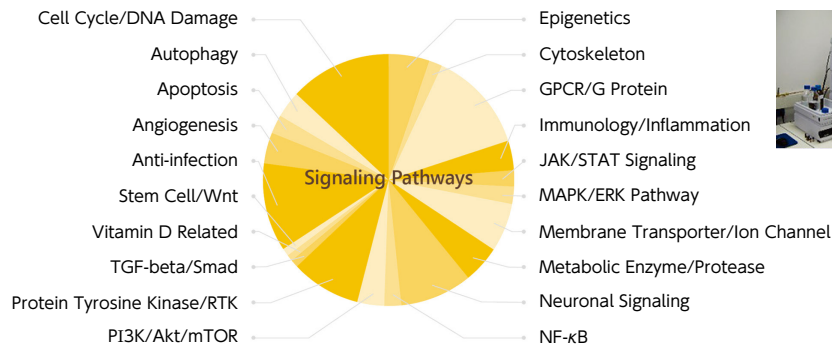 Cell Cycle/DNA Damage
Autophagy
Apoptosis
Angiogenesis
Anti-infection
Stem Cell/Wnt
Vitamin D Related
TGF-beta/Smad
Protein Tyrosine Kinase/RTK
PI3K/Akt/mTOR
Signaling Pathways
Epigenetics
Cytoskeleton
GPCR/G Protein
Immunology/Inflammation
JAK/STAT Signaling
MAPK/ERK Pathway
Membrane Transporter/Ion Channel
Metabolic Enzyme/Protease
Neuronal Signaling
NF-κB